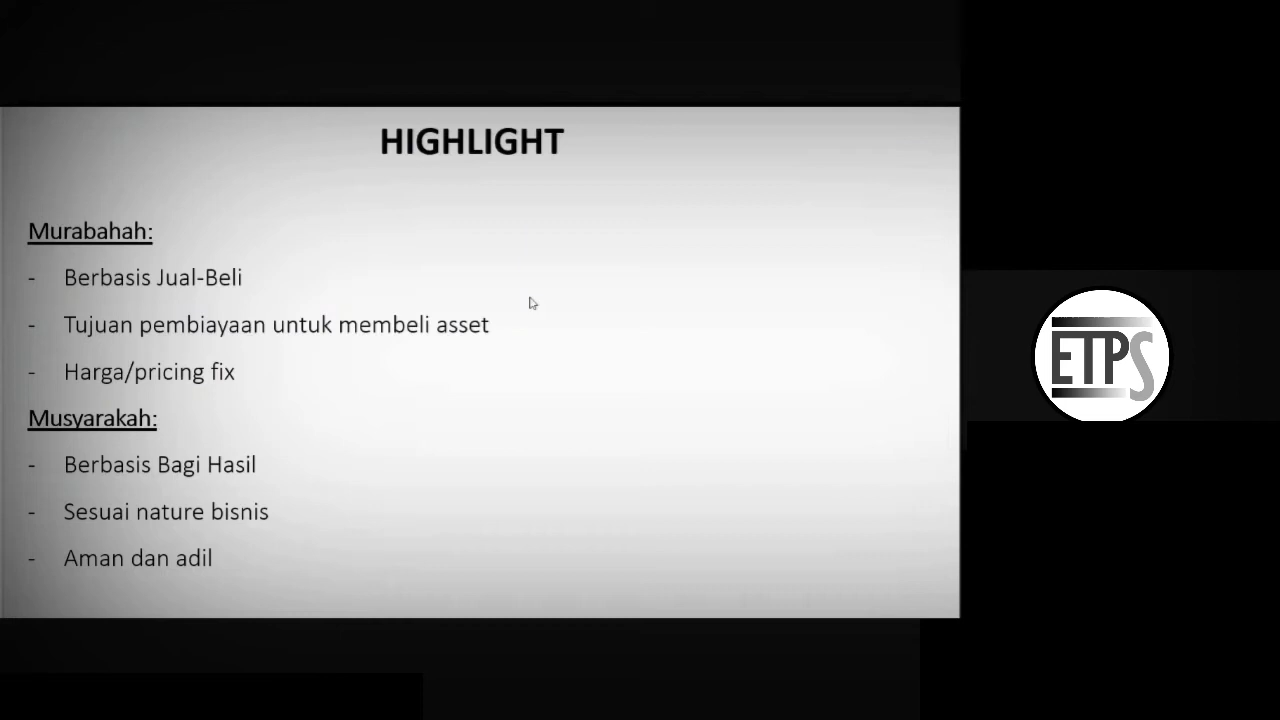 HIGHLIGHT
Murabahah:
- Berbasis Jual-Beli
- Tujuan pembiayaan untuk membeli asset
- Harga/pricing fix
Musyarakah:
- Berbasis Bagi Hasil
- Sesuai nature bisnis
- Aman dan adil
ETPS